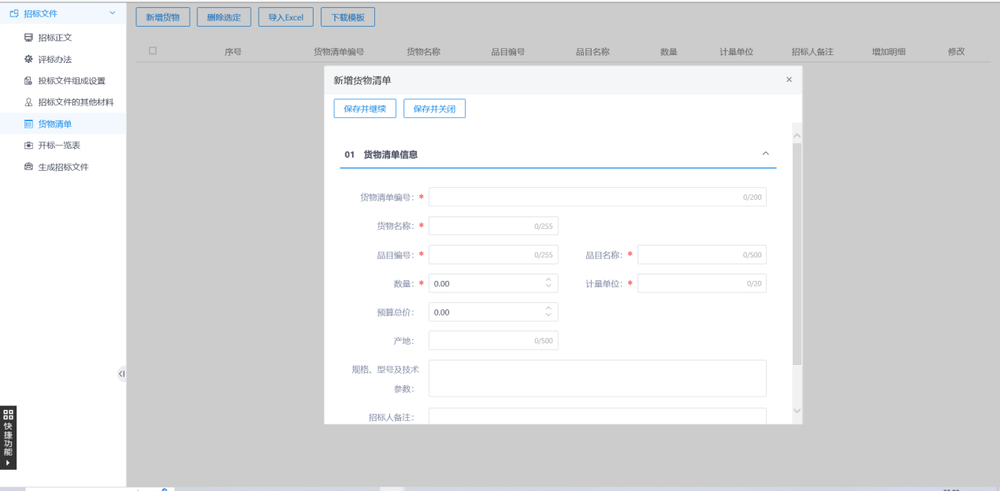 招标文件
新增货物 删除选定 导入Excel 下载模板
招标正文
评标办法
投标文件组成设置
招标文件的其他材料
货物清单
开标一览表
生成招标文件
序号 货物清单编号 货物名称 品目编号 品目名称 数量 计量单位 招标人备注 增加明细 修改
新增货物清单 ×
保存并继续 保存并关闭
01 货物清单信息
货物清单编号: * 0/200
货物名称: * 0/255
品目编号: * 0/255 品目名称: * 0/500
数量: * 0.00 计量单位: * 0/20
预算总价: 0.00
产地: 0/500
规格、型号及技术
参数:
招标人备注:
快捷功能